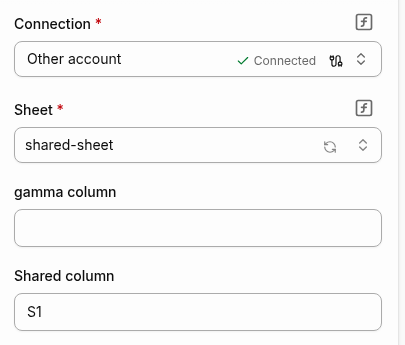 Connection *
Other account
Connected
Sheet *
shared-sheet
gamma column
Shared column
S1